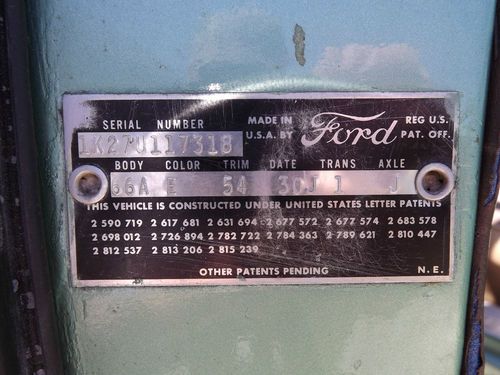 SERIAL NUMBER MADE IN Ford REG U.S.
1K27U117318 U.S.A. BY PAT. OFF.
BODY COLOR TRIM DATE TRANS AXLE
66A E 54 30J 1 J
THIS VEHICLE IS CONSTRUCTED UNDER UNITED STATES LETTER PATENTS
2 590 719 2 617 681 2 631 694 2 677 572 2 677 574 2 683 578
2 698 012 2 726 894 2 782 722 2 784 363 2 789 621 2 810 447
2 812 537 2 813 206 2 815 239
OTHER PATENTS PENDING N.E.